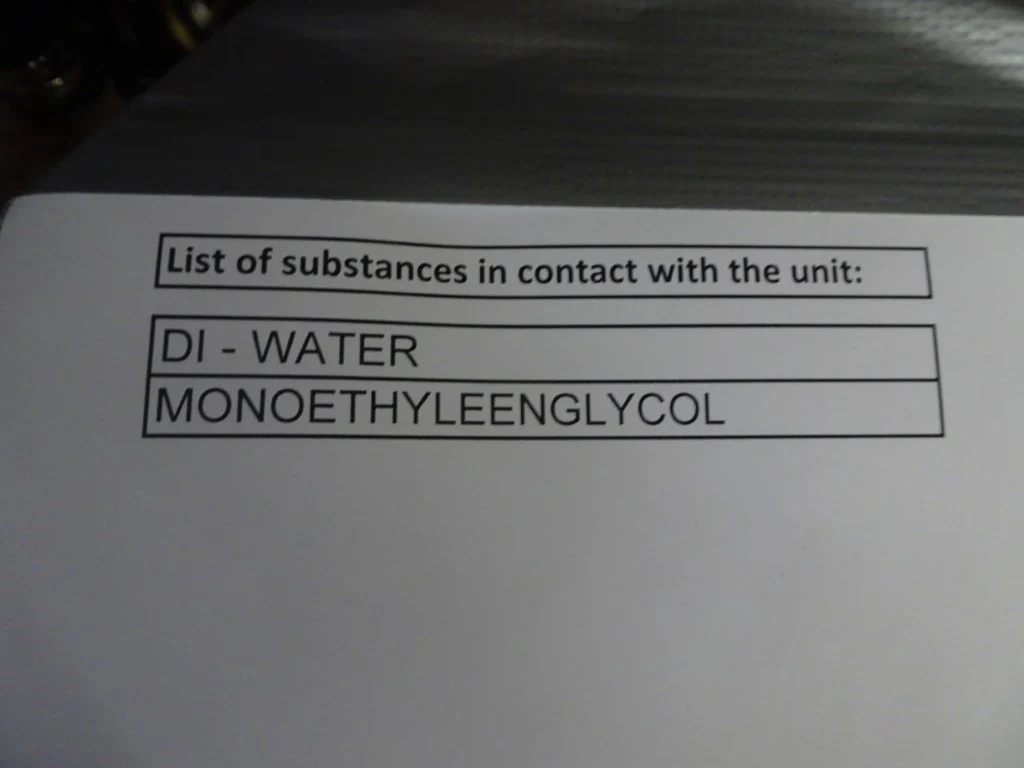 List of substances in contact with the unit:
DI - WATER
MONOETHYLEENGLYCOL